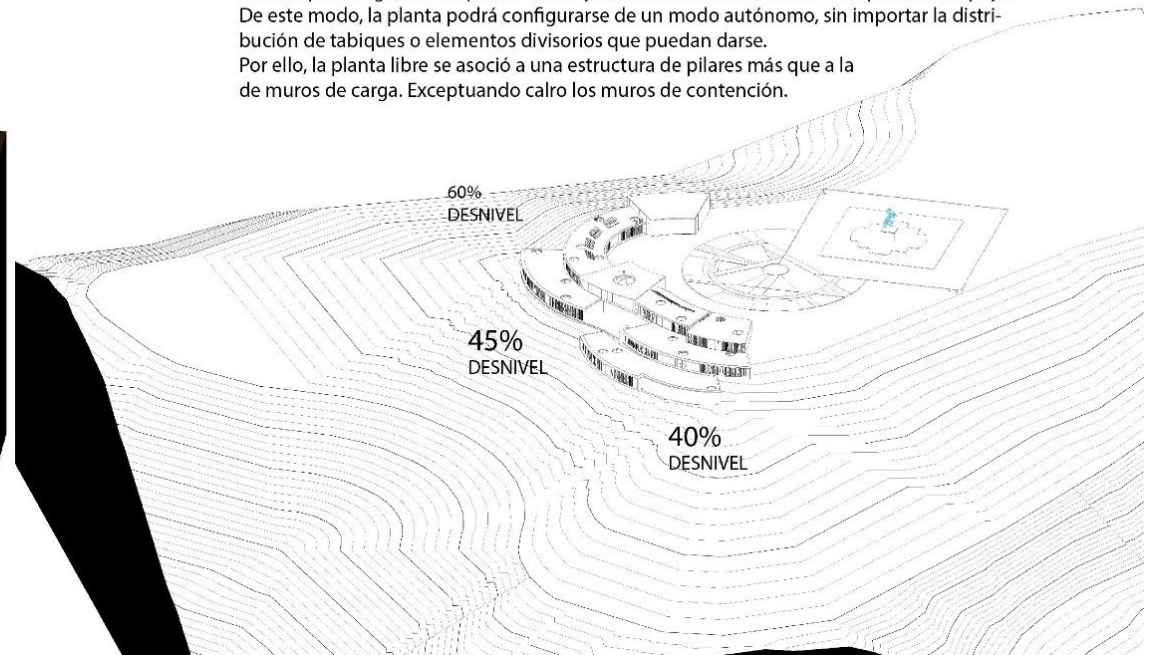 De este modo, la planta podrá configurarse de un modo autónomo, sin importar la distri-
bución de tabiques o elementos divisorios que puedan darse.
Por ello, la planta libre se asoció a una estructura de pilares más que a la
de muros de carga. Exceptuando calro los muros de contención.
60%
DESNIVEL
45%
DESNIVEL
40%
DESNIVEL